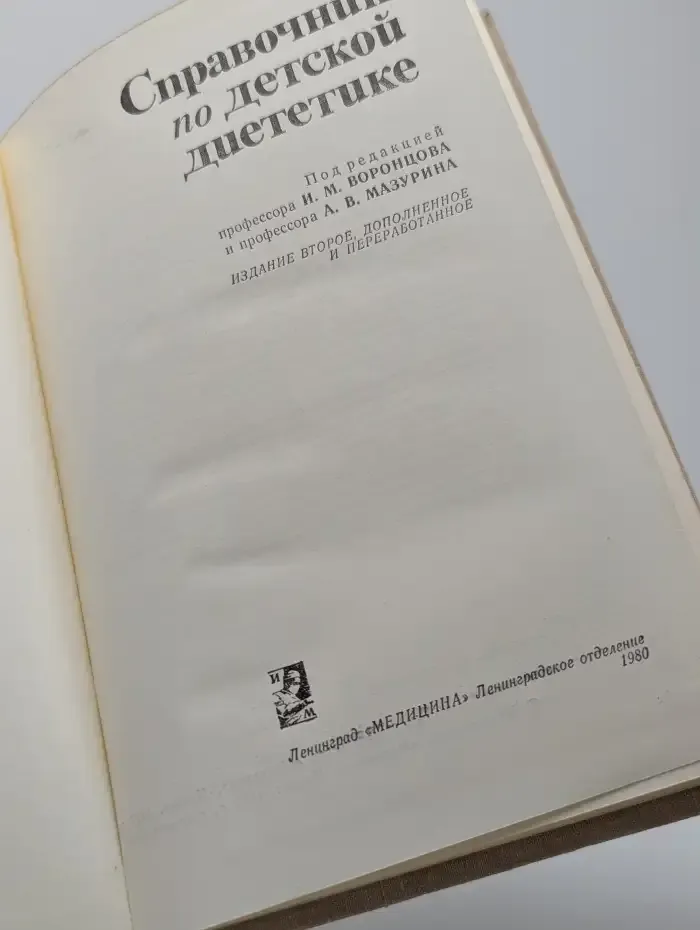 Справочник
по детской
диететике
Под редакцией
профессора И. М. ВОРОНЦОВА
и профессора А. В. МАЗУРИНА
ИЗДАНИЕ ВТОРОЕ, ДОПОЛНЕННОЕ
И ПЕРЕРАБОТАННОЕ
И
М
Ленинград «МЕДИЦИНА» Ленинградское отделение
1980